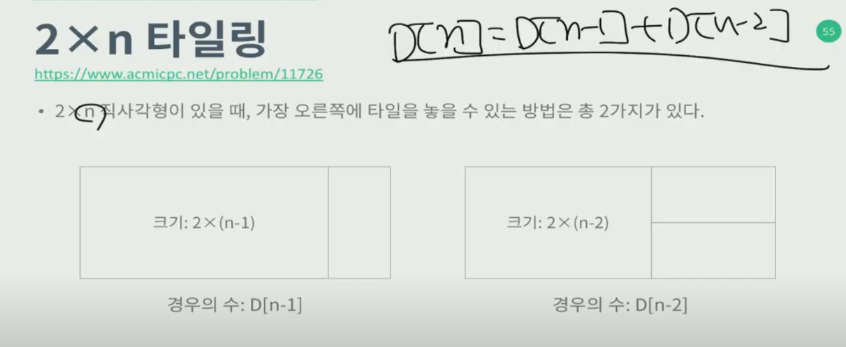 2×n 타일링
D[n] = D[n-1] + D[n-2]
55
https://www.acmicpc.net/problem/11726
• 2×n 직사각형이 있을 때, 가장 오른쪽에 타일을 놓을 수 있는 방법은 총 2가지가 있다.
크기: 2×(n-1)
크기: 2×(n-2)
경우의 수: D[n-1]
경우의 수: D[n-2]